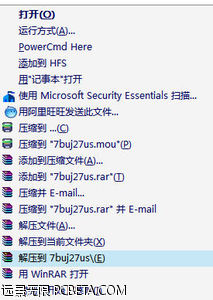 打开(O)
运行方式(A)...
PowerCmd Here
添加到 HFS
用"记事本"打开
使用 Microsoft Security Essentials 扫描...
用阿里旺旺发送此文件...
压缩到 ...(C)
压缩到 "7buj27us.mou"(P)
添加到压缩文件(A)...
添加到 "7buj27us.rar"(T)
压缩并 E-mail...
压缩到 "7buj27us.rar" 并 E-mail
解压文件(A)...
解压到当前文件夹(X)
解压到 7buj27us\(E)
用 WinRAR 打开